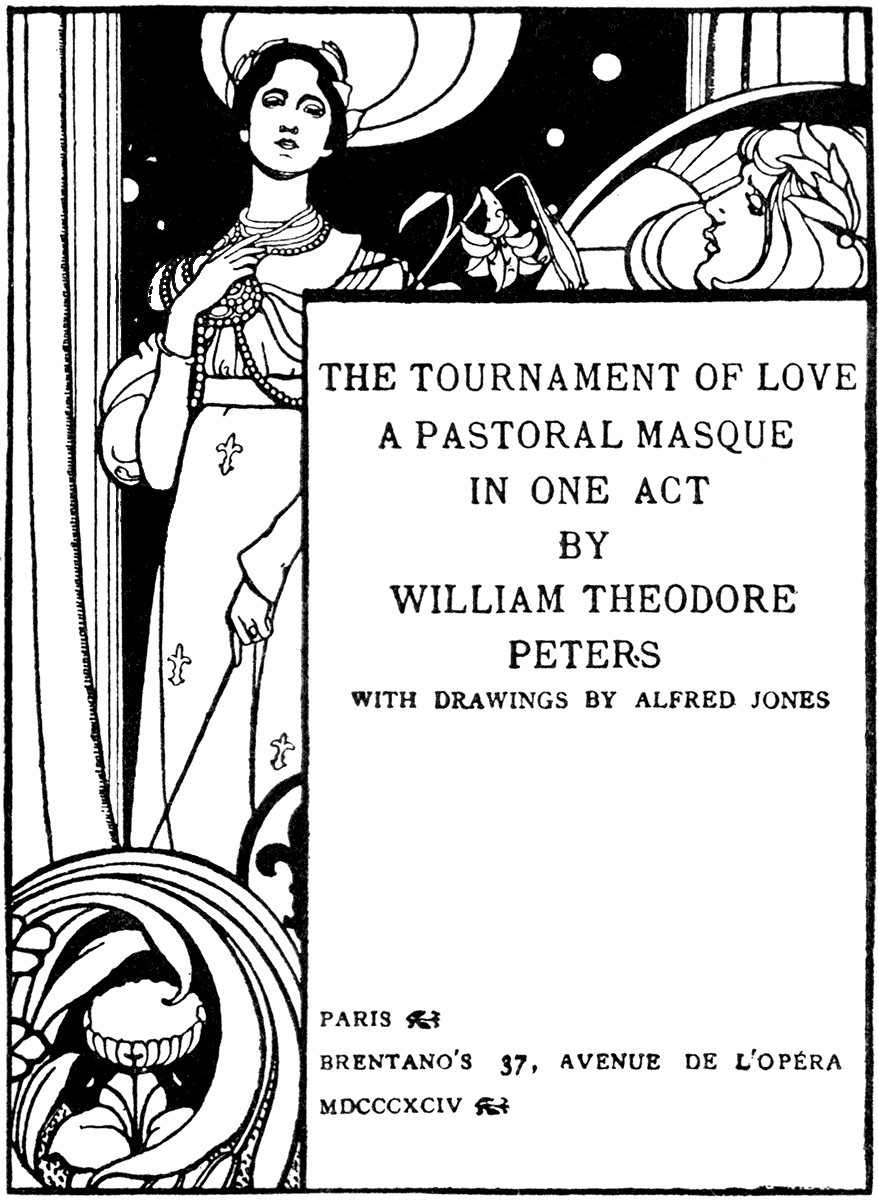 THE TOURNAMENT OF LOVE
A PASTORAL MASQUE
IN ONE ACT
BY
WILLIAM THEODORE
PETERS
WITH DRAWINGS BY ALFRED JONES
PARIS
BRENTANO'S 37, AVENUE DE L'OPÉRA
MDCCCXCIV